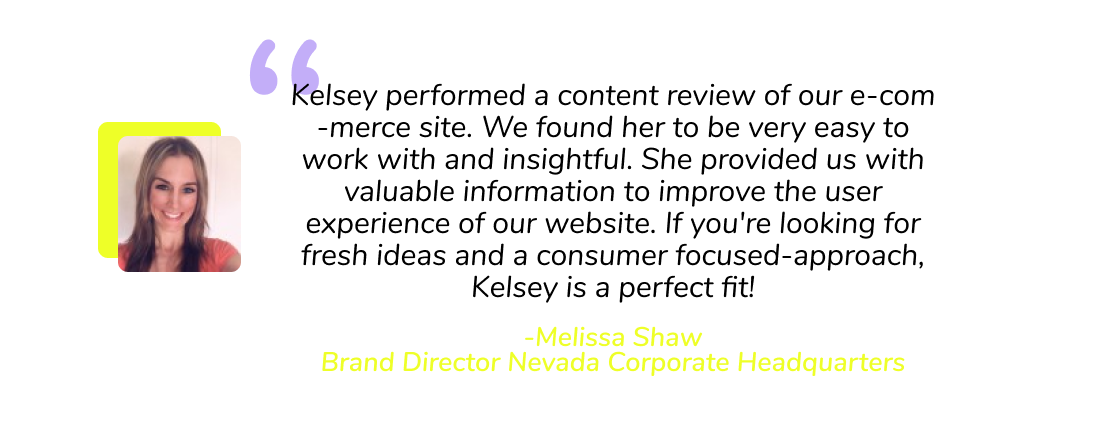 “
Kelsey performed a content review of our e-com
-merce site. We found her to be very easy to
work with and insightful. She provided us with
valuable information to improve the user
experience of our website. If you're looking for
fresh ideas and a consumer focused-approach,
Kelsey is a perfect fit!
-Melissa Shaw
Brand Director Nevada Corporate Headquarters